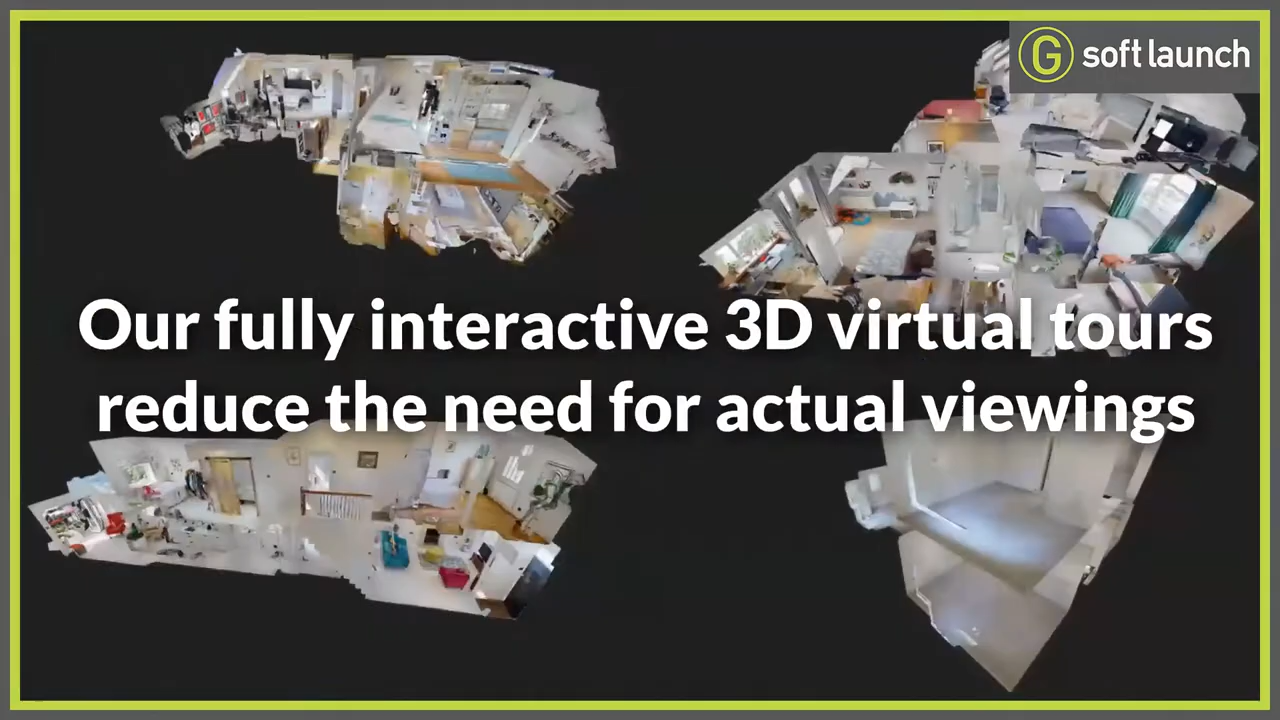 G soft launch
Our fully interactive 3D virtual tours
reduce the need for actual viewings